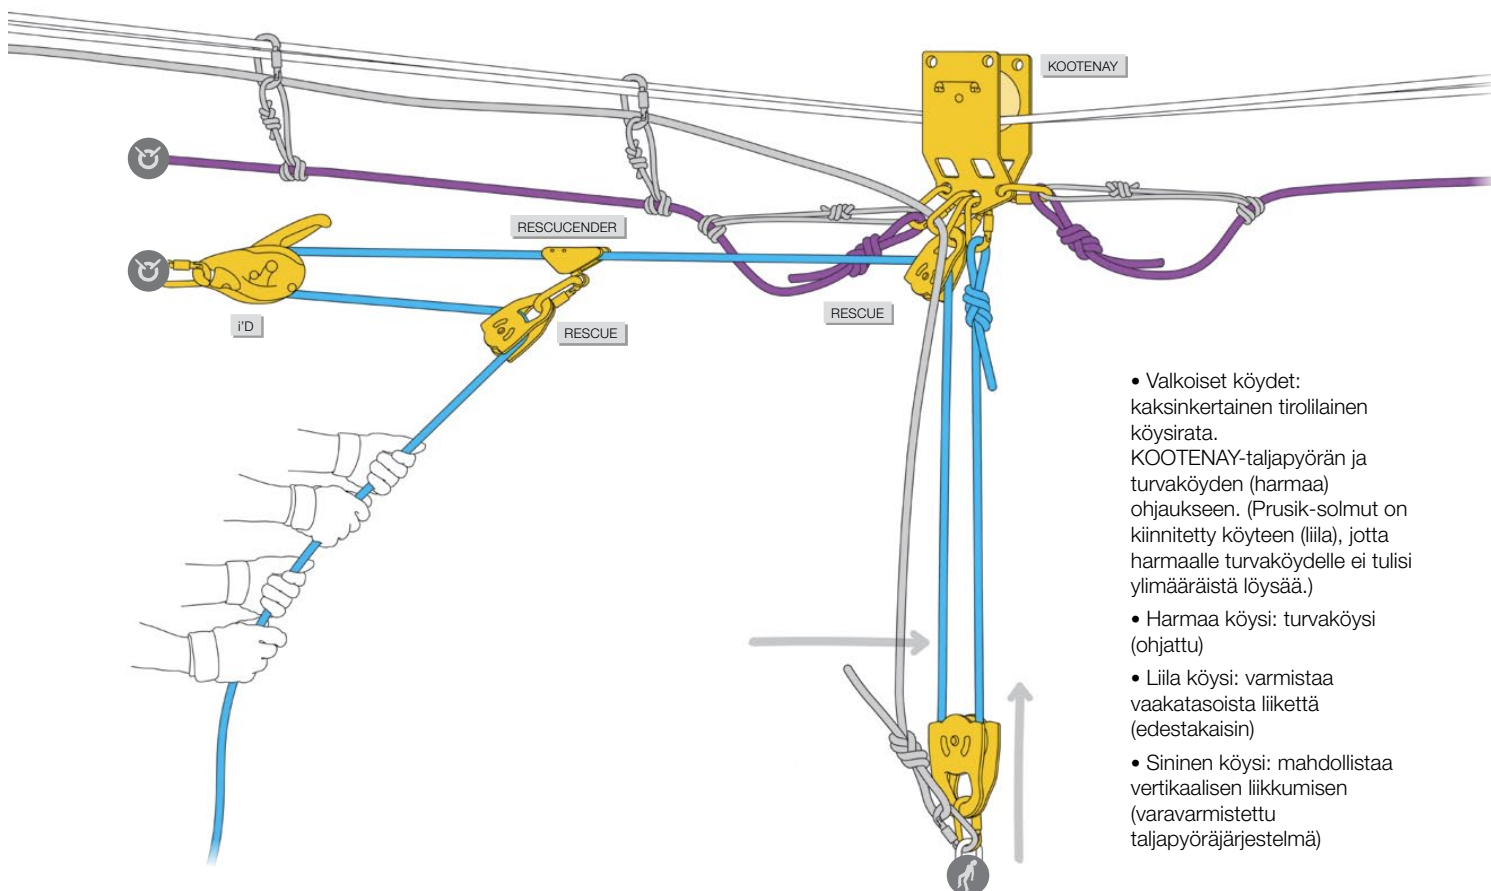 KOOTENAY
RESCUCENDER
i'D
RESCUE
RESCUE
• Valkoiset köydet:
kaksinkertainen tirolilainen
köysirata.
KOOTENAY-taljapyörän ja
turvaköyden (harmaa)
ohjaukseen. (Prusik-solmut on
kiinnitetty köyteen (liila), jotta
harmaalle turvaköydelle ei tulisi
ylimääräistä löysää.)
• Harmaa köysi: turvaköysi
(ohjattu)
• Liila köysi: varmistaa
vaakatasoista liikettä
(edestakaisin)
• Sininen köysi: mahdollistaa
vertikaalisen liikkumisen
(varavarmistettu
taljapyöräjärjestelmä)